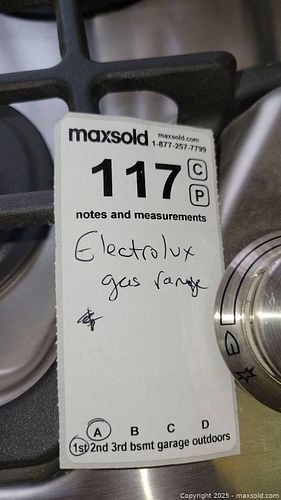 maxsold maxsold.com
1-877-257-7799
117 C
P
notes and measurements
Electrolux
gas range
A B C D
1st 2nd 3rd bsmt garage outdoors
Copyright 2025 - maxsold.com